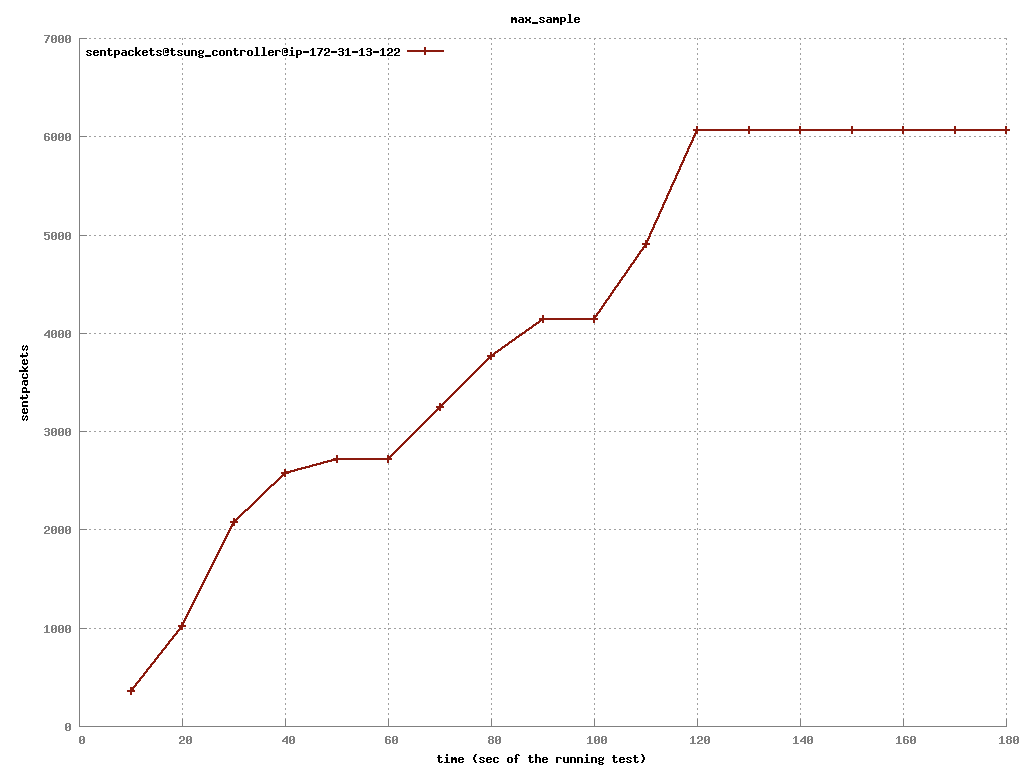 max_sample
sentpackets@tsung_controller@ip-172-31-13-122
7000
6000
5000
4000
3000
2000
1000
0
sentpackets
0 20 40 60 80 100 120 140 160 180
time (sec of the running test)